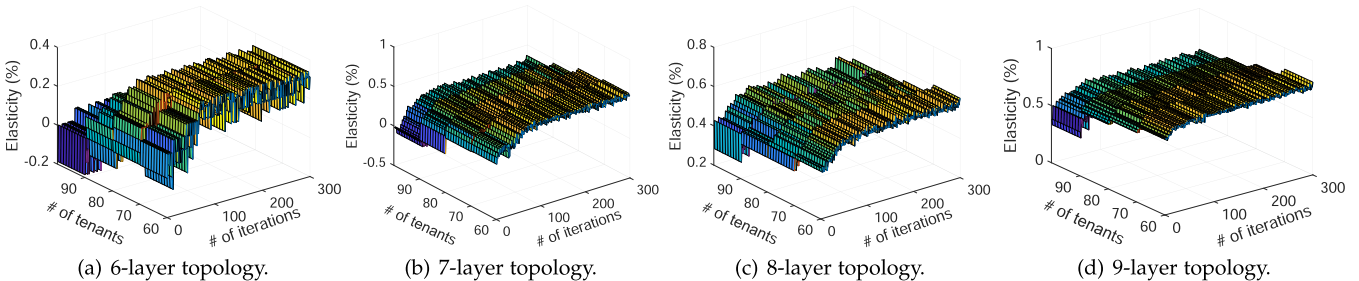 0.4
0.2
0
-0.2
Elasticity (%)
90
80
70
60
# of tenants
0
100
200
300
# of iterations
(a) 6-layer topology.
1
0.5
0
-0.5
Elasticity (%)
90
80
70
60
# of tenants
0
100
200
300
# of iterations
(b) 7-layer topology.
0.8
0.6
0.4
0.2
Elasticity (%)
90
80
70
60
# of tenants
0
100
200
300
# of iterations
(c) 8-layer topology.
1
0.5
0
Elasticity (%)
90
80
70
60
# of tenants
0
100
200
300
# of iterations
(d) 9-layer topology.